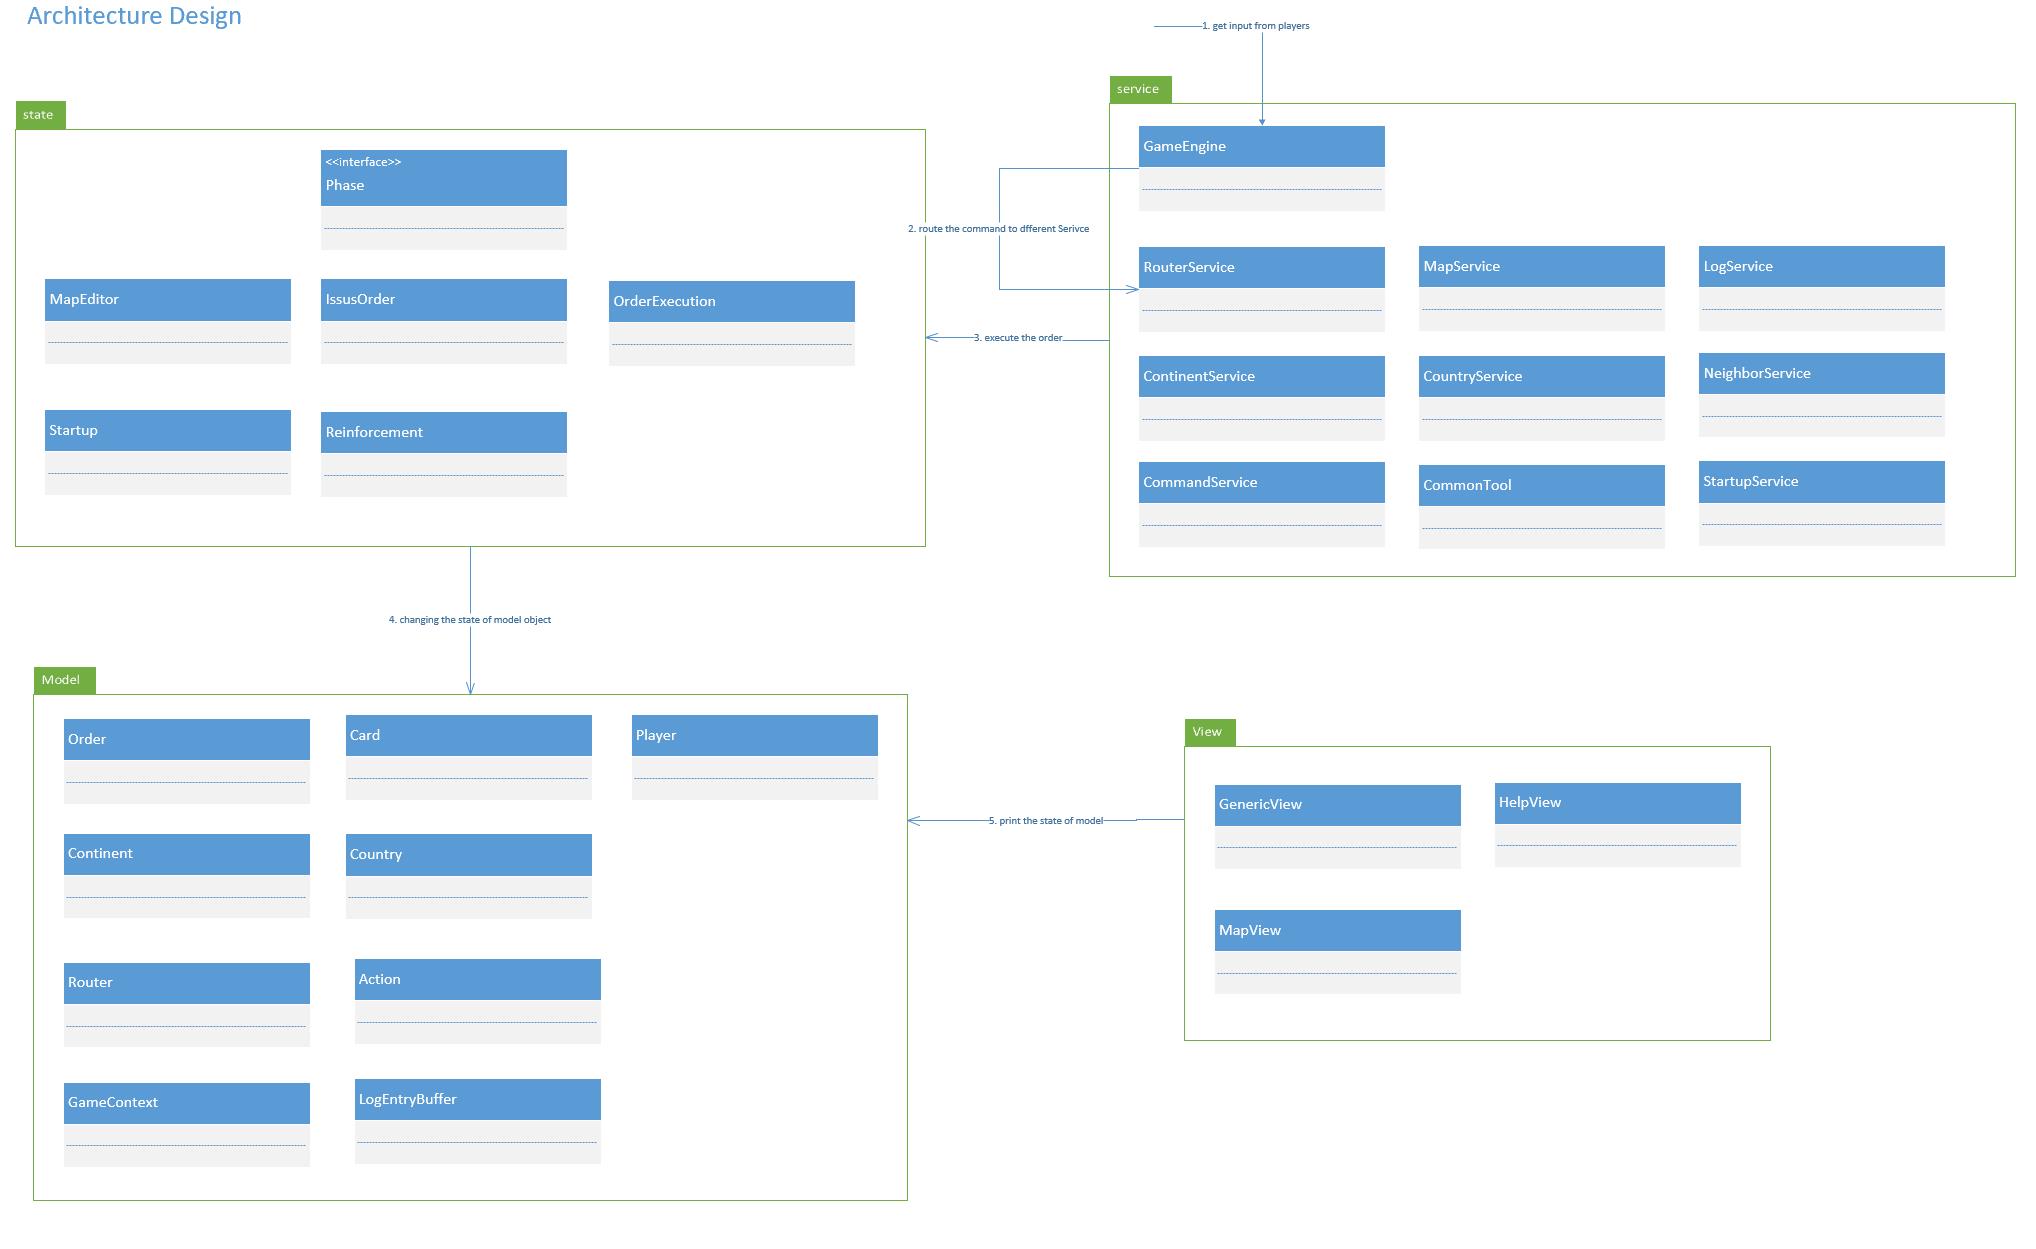 Architecture Design
1. get input from players
service
state
GameEngine
<<interface>>
Phase
2. route the command to dfferent Serivce
RouterService
MapService
LogService
MapEditor
IssusOrder
OrderExecution
3. execute the order
ContinentService
CountryService
NeighborService
Startup
Reinforcement
CommandService
CommonTool
StartupService
4. changing the state of model object
Model
Order
Card
Player
View
GenericView
HelpView
5. print the state of model
Continent
Country
MapView
Router
Action
GameContext
LogEntryBuffer